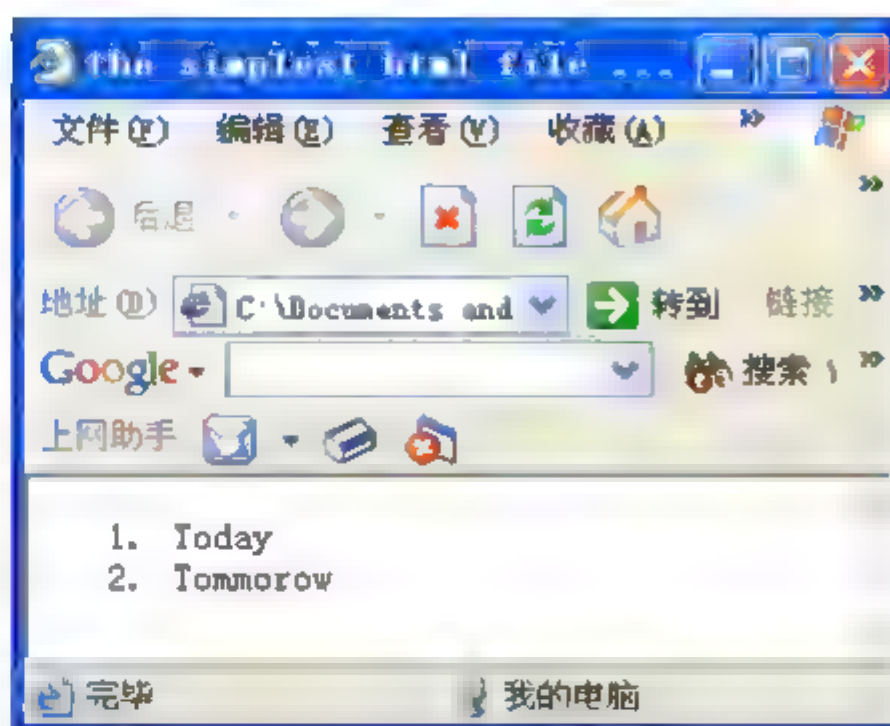 the simplest html file ...
文件(F) 编辑(E) 查看(V) 收藏(A) »
后退 »
地址(D) C:\Documents and 转到 链接 »
Google 搜索 »
上网助手
1. Today
2. Tommorow
完毕 我的电脑